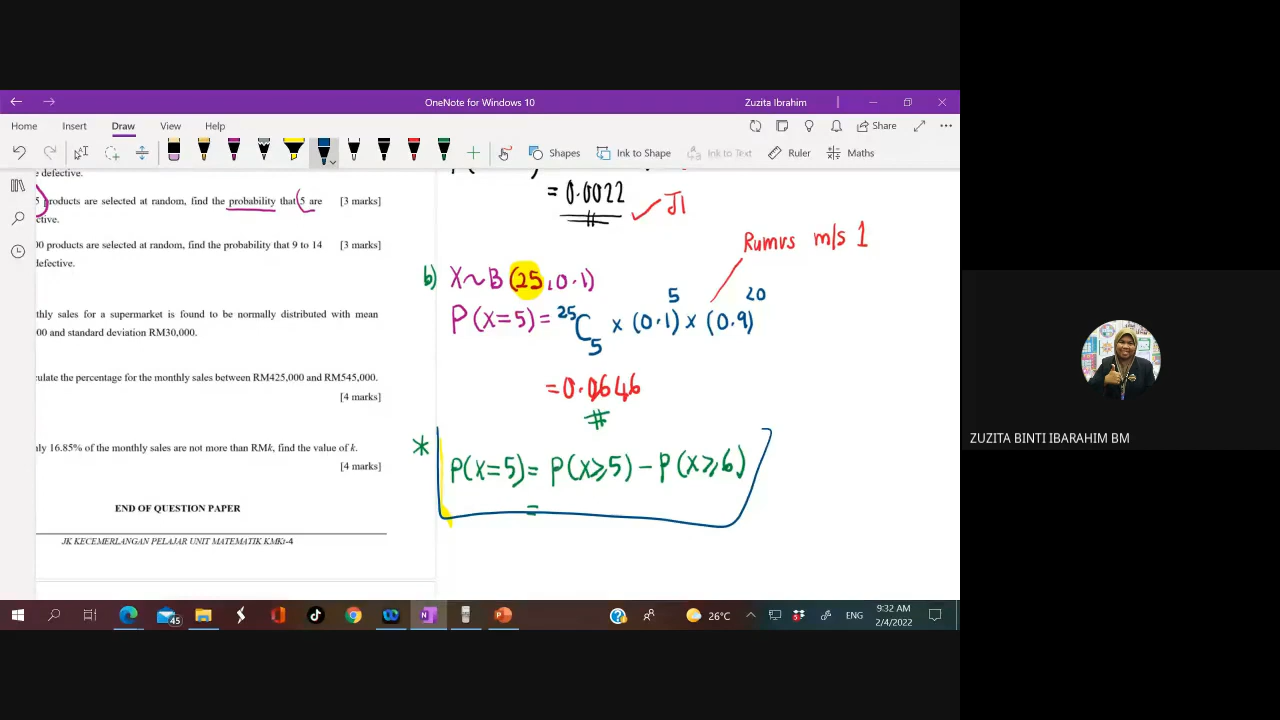 OneNote for Windows 10
Zuzita Ibrahim
Home Insert Draw View Help
Share
Shapes
Ink to Shape
Ink to Text
Ruler
Maths
e defective.
5 products are selected at random, find the probability that 5 are [3 marks]
ctive.
00 products are selected at random, find the probability that 9 to 14 [3 marks]
defective.
thly sales for a supermarket is found to be normally distributed with mean
000 and standard deviation RM30,000.
culate the percentage for the monthly sales between RM425,000 and RM545,000.
[4 marks]
nly 16.85% of the monthly sales are not more than RMk, find the value of k.
[4 marks]
END OF QUESTION PAPER
JK KECEMERLANGAN PELAJAR UNIT MATEMATIK KMKt-4
= 0.0022
✓ J1
Rumus m/s 1
b) X~B (25, 0.1)
P(X=5) = ²⁵C₅ × (0.1)⁵ × (0.9)²⁰
= 0.0646
* P(X=5) = P(X≥5) − P(X≥6)
=
ZUZITA BINTI IBARAHIM BM
45
5
26°C
ENG
9:32 AM
2/4/2022